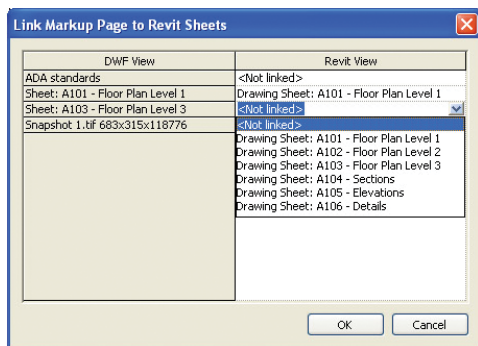 Link Markup Page to Revit Sheets
DWF View Revit View
ADA standards <Not linked>
Sheet: A101 - Floor Plan Level 1 Drawing Sheet: A101 - Floor Plan Level 1
Sheet: A103 - Floor Plan Level 3 <Not linked>
Snapshot 1.tif 683x315x118776 <Not linked>
Drawing Sheet: A101 - Floor Plan Level 1
Drawing Sheet: A102 - Floor Plan Level 2
Drawing Sheet: A103 - Floor Plan Level 3
Drawing Sheet: A104 - Sections
Drawing Sheet: A105 - Elevations
Drawing Sheet: A106 - Details
OK Cancel